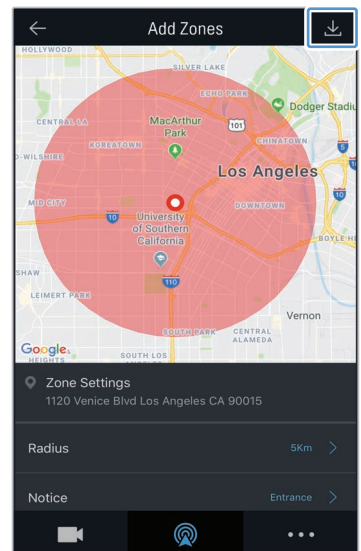 Add Zones
HOLLYWOOD
SILVER LAKE
ECHO PARK
Dodger Stadiu
CENTRAL LA
MacArthur
Park
101
KOREATOWN
CHINATOWN
5
D-WILSHIRE
Los Angeles
10
MID CITY
DOWNTOWN
10
University
of Southern
California
BOYLE HE
SHAW
110
LEIMERT PARK
Vernon
SOUTH PARK
CENTRAL
ALAMEDA
Google
HEIGHTS
SOUTH LOS
Zone Settings
1120 Venice Blvd Los Angeles CA 90015
Radius
5Km
Notice
Entrance